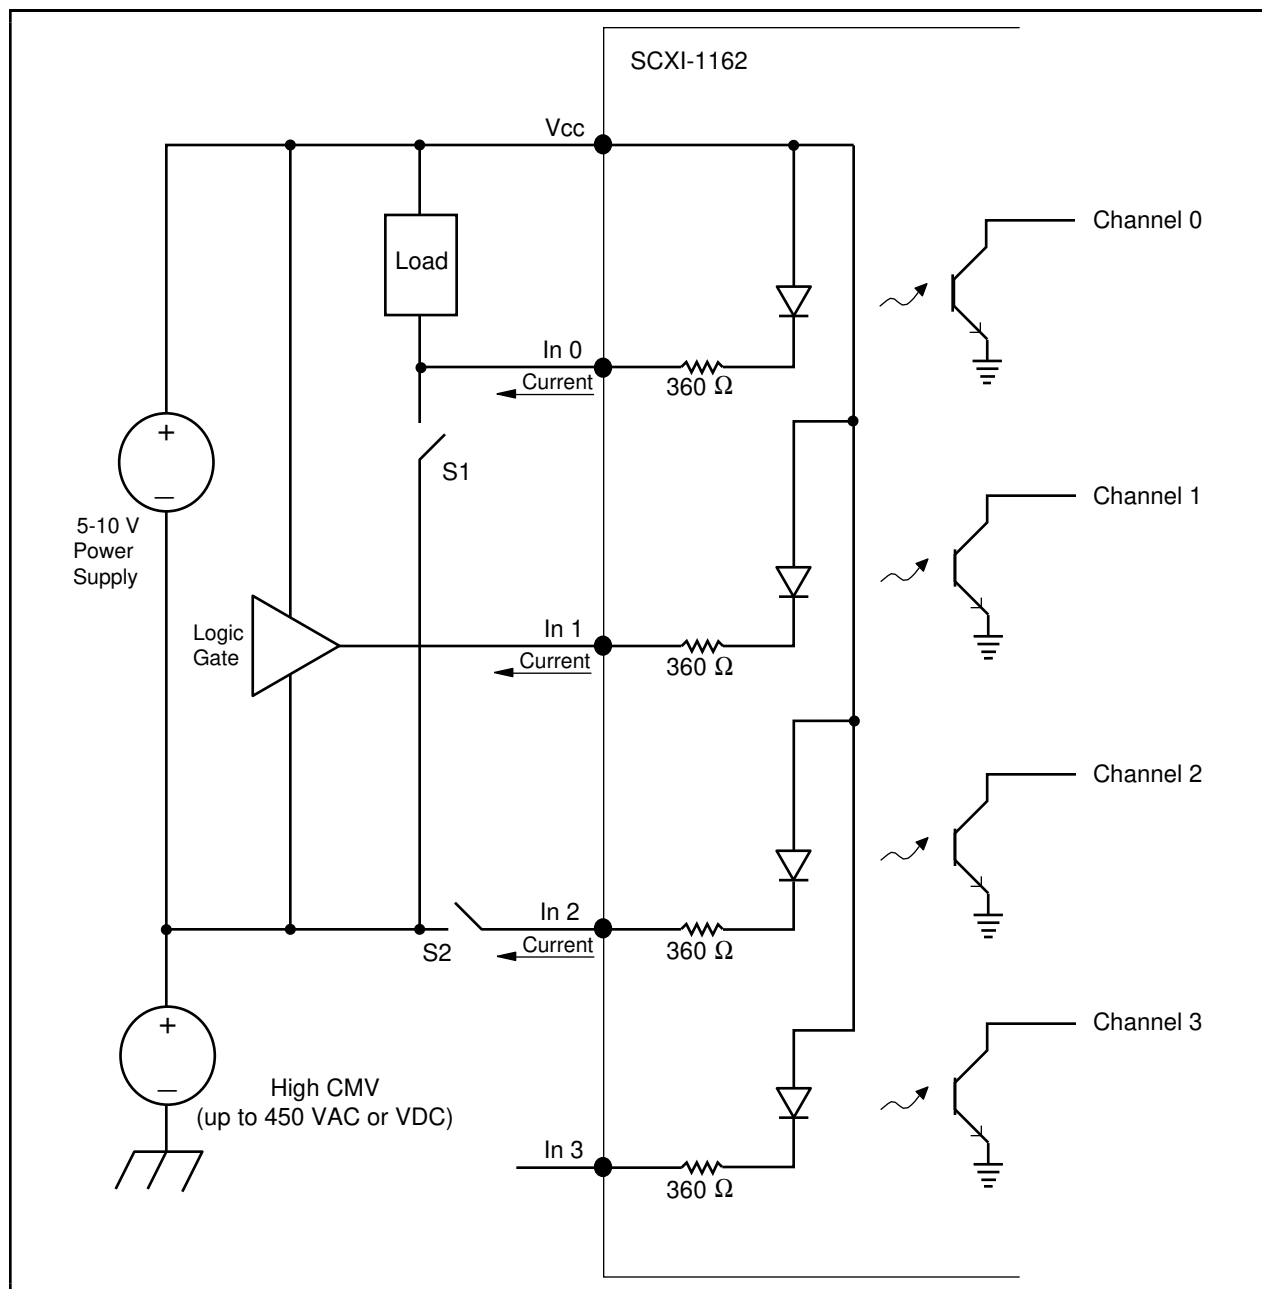 SCXI-1162
Vcc
Channel 0
Load
In 0
Current
360 Ω
+
S1
—
5-10 V
Power
Supply
Channel 1
Logic
Gate
In 1
Current
360 Ω
Channel 2
In 2
S2
Current
360 Ω
+
—
Channel 3
High CMV
(up to 450 VAC or VDC)
In 3
360 Ω